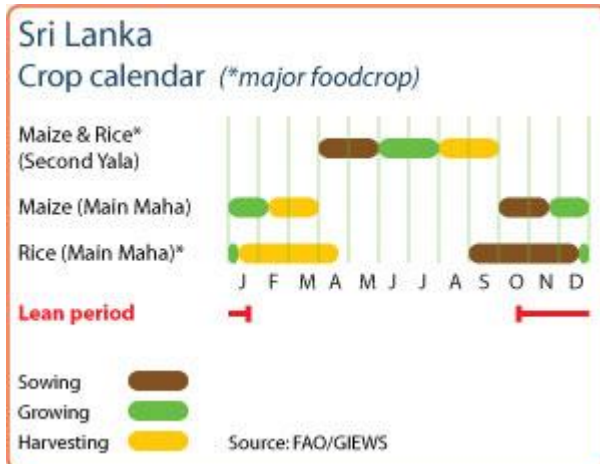 Sri Lanka
Crop calendar (*major foodcrop)
Maize & Rice*
(Second Yala)
Maize (Main Maha)
Rice (Main Maha)*
J F M A M J J A S O N D
Lean period
Sowing
Growing
Harvesting
Source: FAO/GIEWS